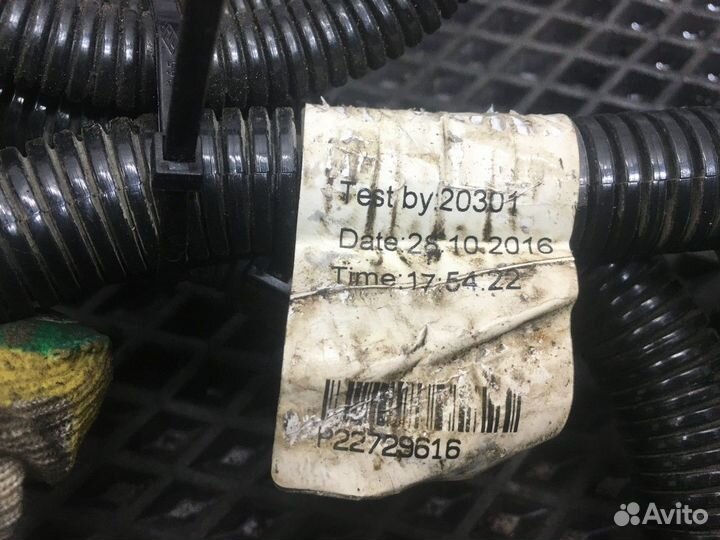 Test by:20301
Date:28.10.2016
Time:17:54.22
P22729616
Avito